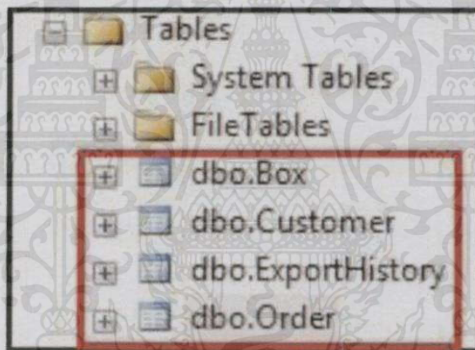 Tables
System Tables
FileTables
dbo.Box
dbo.Customer
dbo.ExportHistory
dbo.Order